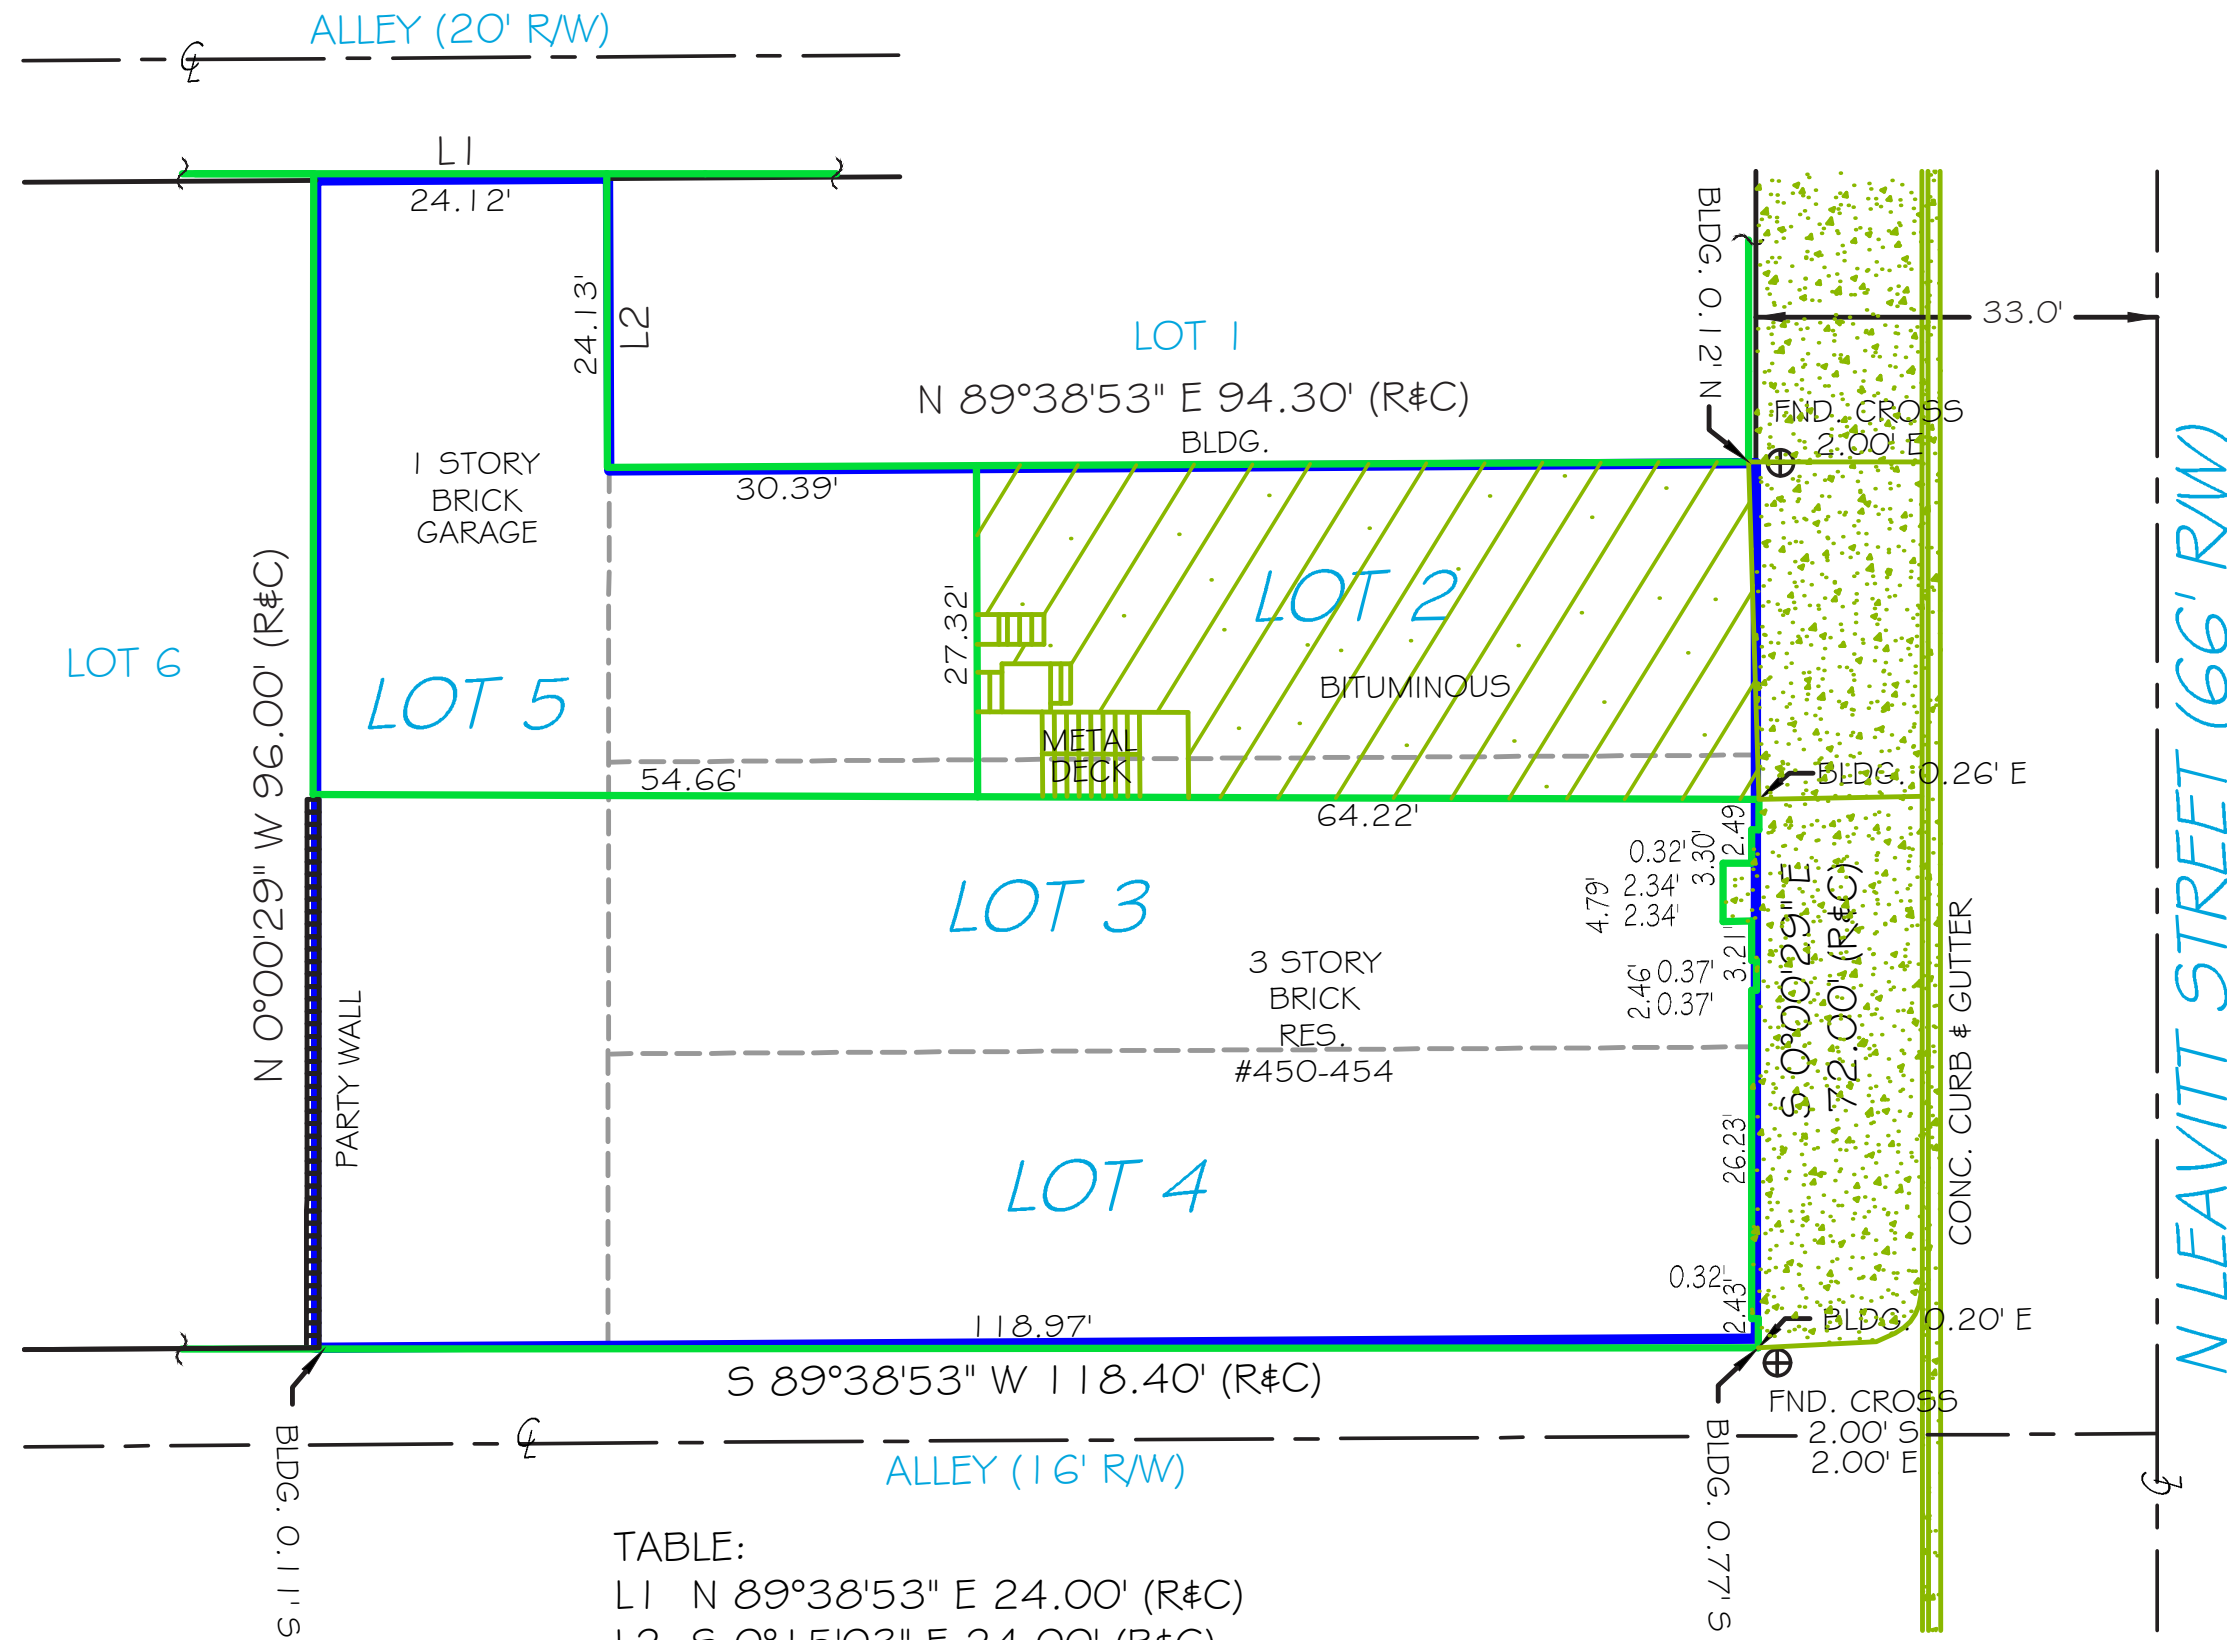 ALLEY (20' R/W)
L1
24.12'
24.13'
L2
LOT 1
N 89°38'53" E 94.30' (R&C)
BLDG.
BLDG. 0.12' N
33.0'
FND. CROSS
2.00' E
1 STORY
BRICK
GARAGE
30.39'
27.32'
LOT 2
BITUMINOUS
METAL
DECK
N 0°00'29" W 96.00' (R&C)
LOT 6
LOT 5
54.66'
64.22'
BLDG. 0.26' E
N LEAVITT STREET (66' R/W)
2.49
0.32'
3.30'
2.34'
4.79'
2.34'
3.21'
2.46'
0.37'
0.37'
LOT 3
3 STORY
BRICK
RES.
#450-454
S 0°00'29" E
72.00' (R&C)
CONC. CURB & GUTTER
PARTY WALL
LOT 4
26.23'
0.32'
2.43'
BLDG. 0.20' E
118.97'
S 89°38'53" W 118.40' (R&C)
FND. CROSS
2.00' S
2.00' E
ALLEY (16' R/W)
BLDG. 0.11' S
BLDG. 0.77' S
TABLE:
L1 N 89°38'53" E 24.00' (R&C)
L2 S 0°15'03" E 24.00' (R&C)